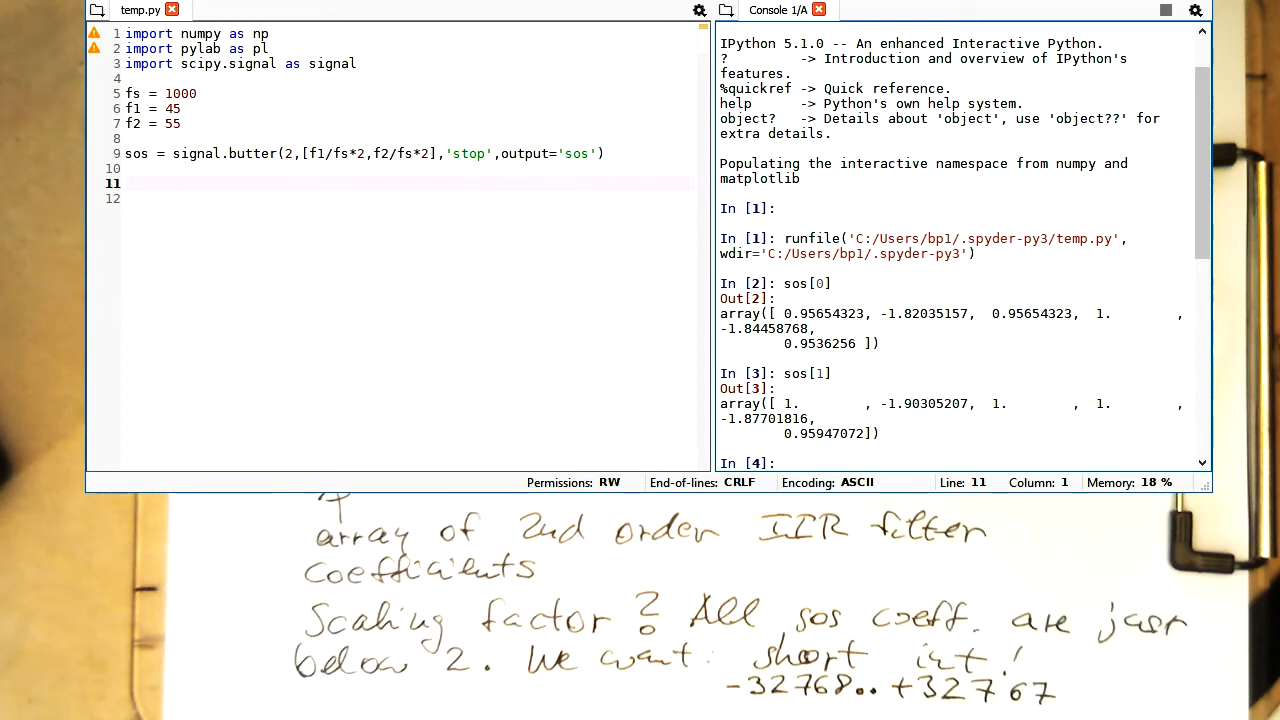 temp.py
Console 1/A
1 import numpy as np
2 import pylab as pl
3 import scipy.signal as signal
4
5 fs = 1000
6 f1 = 45
7 f2 = 55
8
9 sos = signal.butter(2,[f1/fs*2,f2/fs*2],'stop',output='sos')
10
11
12
IPython 5.1.0 -- An enhanced Interactive Python.
?         -> Introduction and overview of IPython's
features.
%quickref -> Quick reference.
help      -> Python's own help system.
object?   -> Details about 'object', use 'object??' for
extra details.
Populating the interactive namespace from numpy and
matplotlib
In [1]:
In [1]: runfile('C:/Users/bp1/.spyder-py3/temp.py',
wdir='C:/Users/bp1/.spyder-py3')
In [2]: sos[0]
Out[2]:
array([ 0.95654323, -1.82035157,  0.95654323,  1.        ,
-1.84458768,
        0.9536256 ])
In [3]: sos[1]
Out[3]:
array([ 1.        , -1.90305207,  1.        ,  1.        ,
-1.87701816,
        0.95947072])
In [4]:
Permissions: RW End-of-lines: CRLF Encoding: ASCII Line: 11 Column: 1 Memory: 18 %
array of 2nd order IIR filter
coefficients
Scaling factor? All sos coeff. are just
below 2. We want: short int!
-32768.. +32767